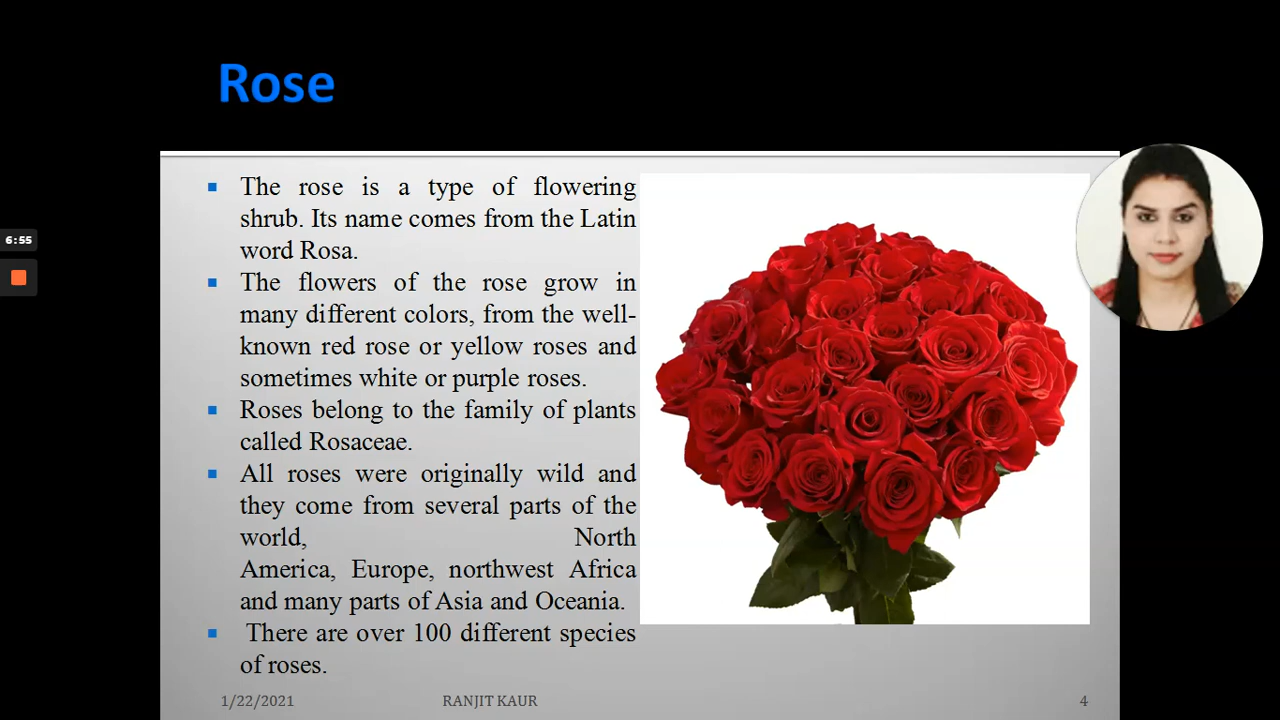 Rose
The rose is a type of flowering
shrub. Its name comes from the Latin
word Rosa.
The flowers of the rose grow in
many different colors, from the well-
known red rose or yellow roses and
sometimes white or purple roses.
Roses belong to the family of plants
called Rosaceae.
All roses were originally wild and
they come from several parts of the
world, North
America, Europe, northwest Africa
and many parts of Asia and Oceania.
There are over 100 different species
of roses.
6:55
1/22/2021
RANJIT KAUR
4